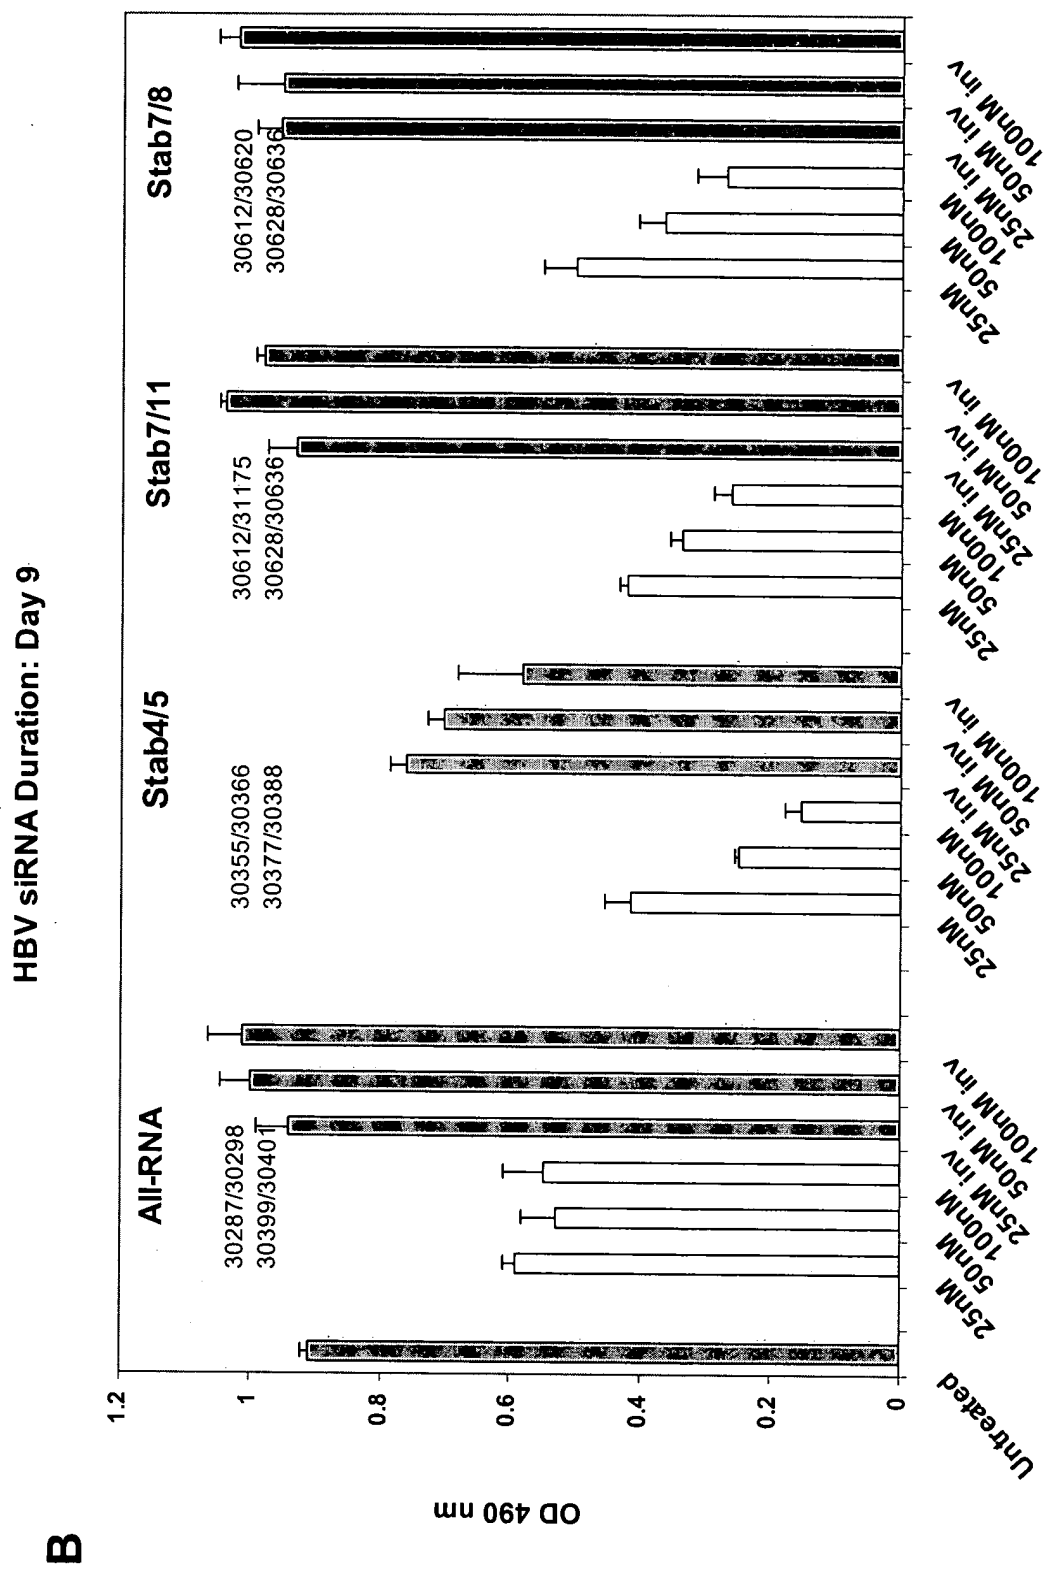 B
HBV siRNA Duration: Day 9
All-RNA
Stab4/5
Stab7/11
Stab7/8
30287/30298
30399/3040
30355/30366
30377/30388
30612/31175
30628/30636
30612/30620
30628/30636
OD 490 nm
1.2
1
0.8
0.6
0.4
0.2
0
Untreated
25nM
50nM
100nM
25nM inv
50nM inv
100nM inv
25nM
50nM
100nM
25nM inv
50nM inv
100nM inv
25nM
50nM
100nM
25nM inv
50nM inv
100nM inv
25nM
50nM
100nM
25nM inv
50nM inv
100nM inv